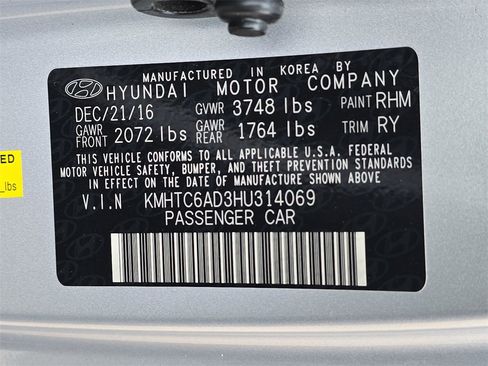 MANUFACTURED IN KOREA BY
HYUNDAI MOTOR COMPANY
DEC/21/16 GVWR 3748 lbs PAINT RHM
GAWR FRONT 2072 lbs GAWR REAR 1764 lbs TRIM RY
THIS VEHICLE CONFORMS TO ALL APPLICABLE U.S.A. FEDERAL
MOTOR VEHICLE SAFETY, BUMPER, AND THEFT PREVENTION
STANDARDS IN EFFECT ON THE DATE OF MANUFACTURE SHOWN ABOVE.
V.I.N KMHTC6AD3HU314069
PASSENGER CAR
lbs